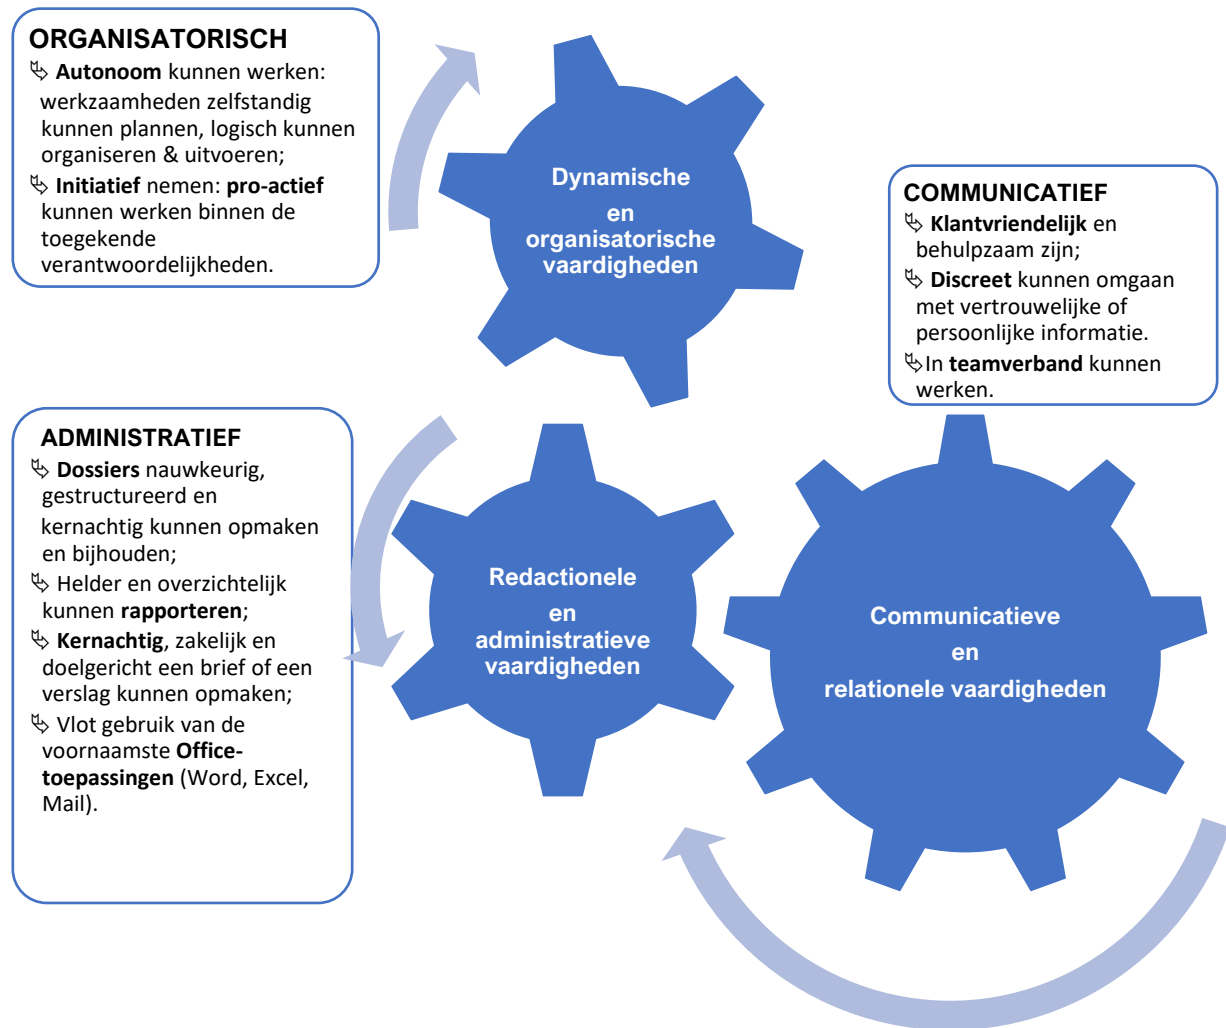 ORGANISATORISCH
⮱ Autonoom kunnen werken:
werkzaamheden zelfstandig
kunnen plannen, logisch kunnen
organiseren & uitvoeren;
⮱ Initiatief nemen: pro-actief
kunnen werken binnen de
toegekende
verantwoordelijkheden.
Dynamische
en
organisatorische
vaardigheden
COMMUNICATIEF
⮱ Klantvriendelijk en
behulpzaam zijn;
⮱ Discreet kunnen omgaan
met vertrouwelijke of
persoonlijke informatie.
⮱In teamverband kunnen
werken.
ADMINISTRATIEF
⮱ Dossiers nauwkeurig,
gestructureerd en
kernachtig kunnen opmaken
en bijhouden;
⮱ Helder en overzichtelijk
kunnen rapporteren;
⮱ Kernachtig, zakelijk en
doelgericht een brief of een
verslag kunnen opmaken;
⮱ Vlot gebruik van de
voornaamste Office-
toepassingen (Word, Excel,
Mail).
Redactionele
en
administratieve
vaardigheden
Communicatieve
en
relationele vaardigheden